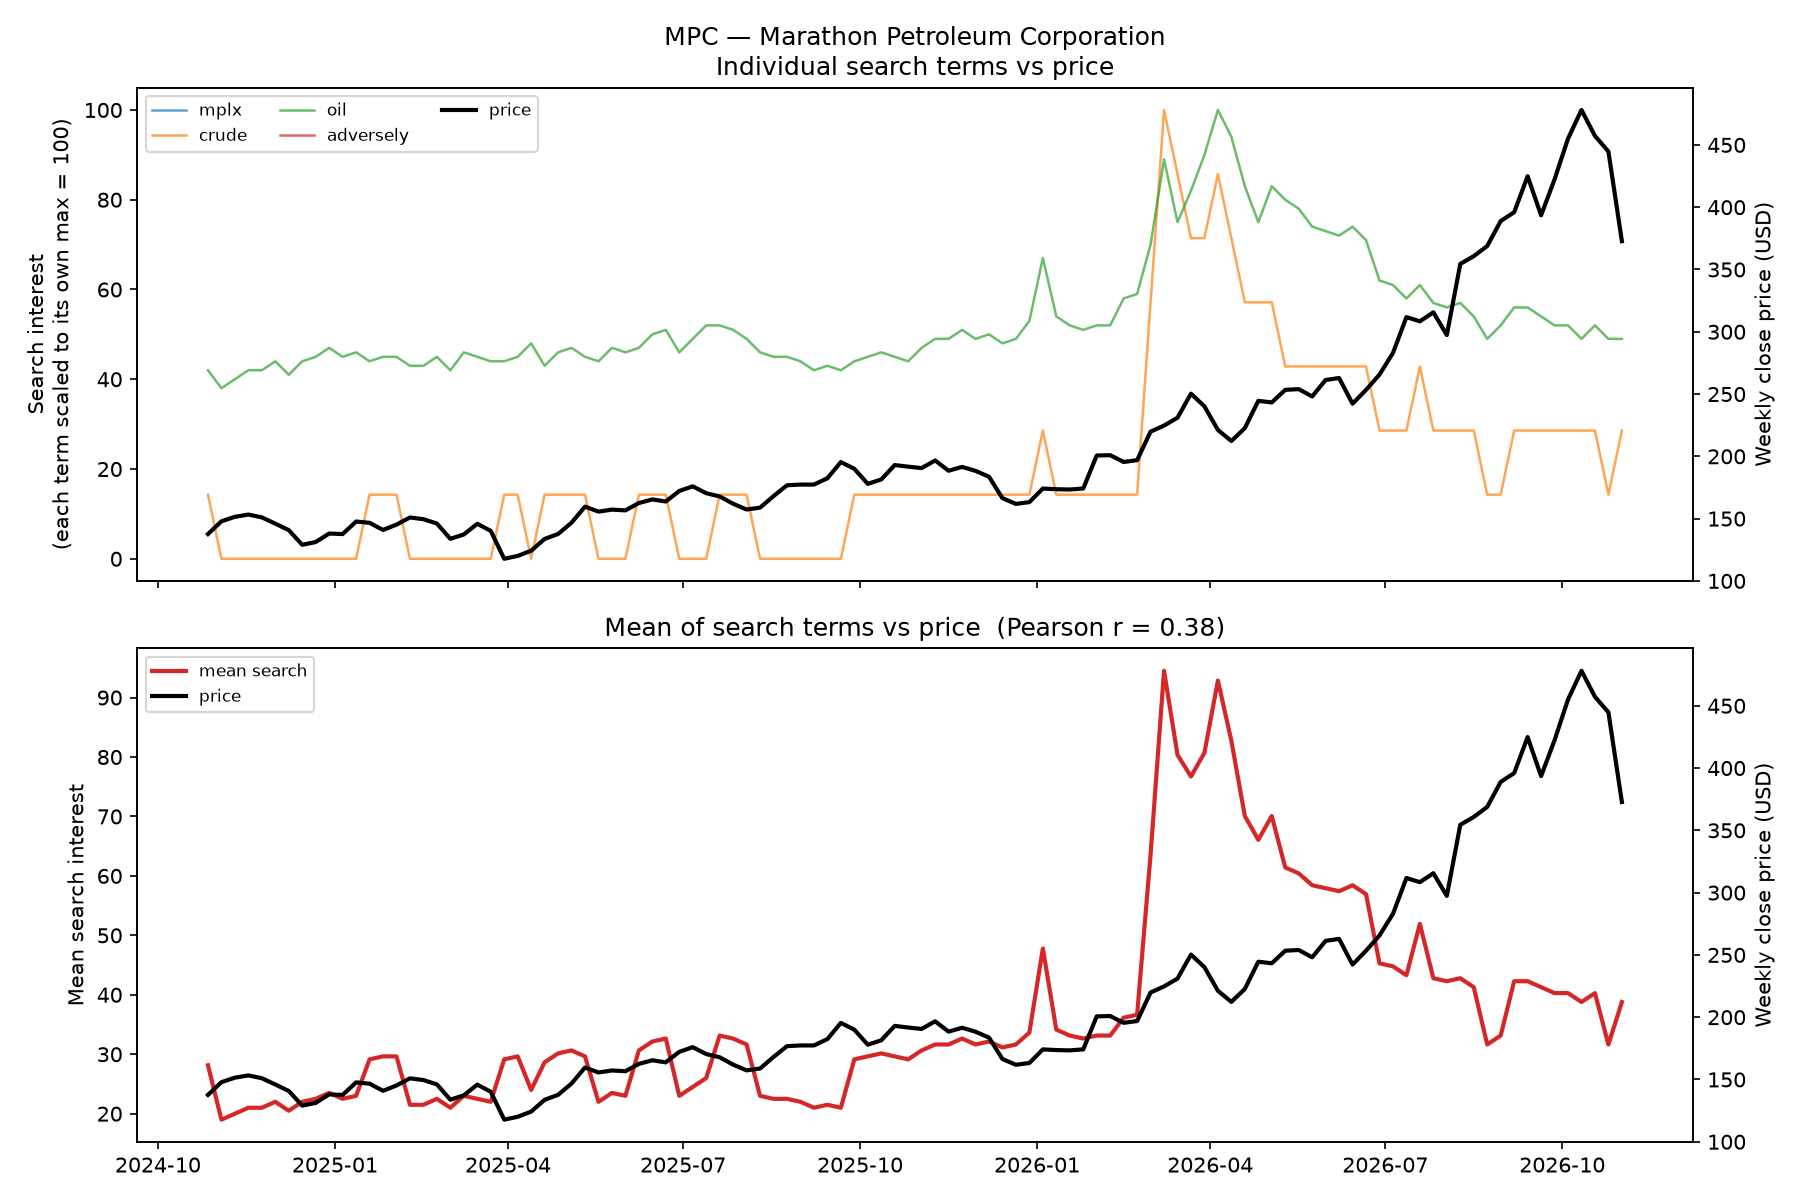 MPC — Marathon Petroleum Corporation
Individual search terms vs price
mplx
crude
oil
adversely
price
Search interest
(each term scaled to its own max = 100)
100
80
60
40
20
0
450
400
350
300
250
200
150
100
Weekly close price (USD)
Mean of search terms vs price (Pearson r = 0.38)
mean search
price
Mean search interest
90
80
70
60
50
40
30
20
450
400
350
300
250
200
150
100
Weekly close price (USD)
2024-10
2025-01
2025-04
2025-07
2025-10
2026-01
2026-04
2026-07
2026-10